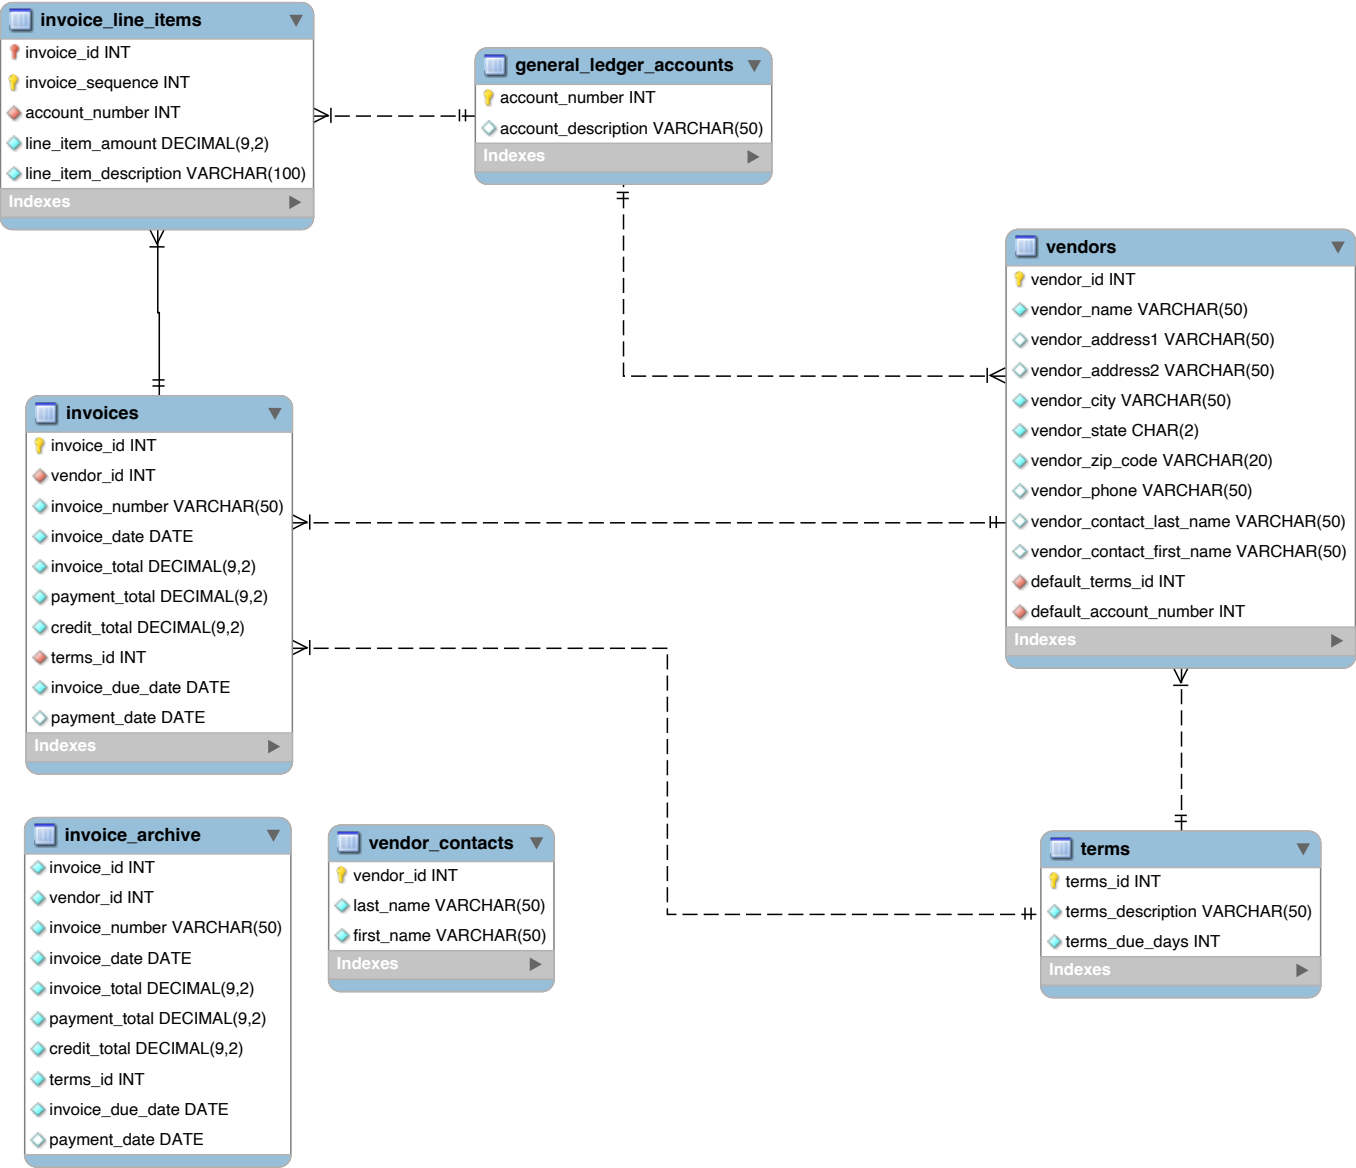 invoice_line_items
invoice_id INT
invoice_sequence INT
account_number INT
line_item_amount DECIMAL(9,2)
line_item_description VARCHAR(100)
Indexes
general_ledger_accounts
account_number INT
account_description VARCHAR(50)
Indexes
vendors
vendor_id INT
vendor_name VARCHAR(50)
vendor_address1 VARCHAR(50)
vendor_address2 VARCHAR(50)
vendor_city VARCHAR(50)
vendor_state CHAR(2)
vendor_zip_code VARCHAR(20)
vendor_phone VARCHAR(50)
vendor_contact_last_name VARCHAR(50)
vendor_contact_first_name VARCHAR(50)
default_terms_id INT
default_account_number INT
Indexes
invoices
invoice_id INT
vendor_id INT
invoice_number VARCHAR(50)
invoice_date DATE
invoice_total DECIMAL(9,2)
payment_total DECIMAL(9,2)
credit_total DECIMAL(9,2)
terms_id INT
invoice_due_date DATE
payment_date DATE
Indexes
invoice_archive
invoice_id INT
vendor_id INT
invoice_number VARCHAR(50)
invoice_date DATE
invoice_total DECIMAL(9,2)
payment_total DECIMAL(9,2)
credit_total DECIMAL(9,2)
terms_id INT
invoice_due_date DATE
payment_date DATE
vendor_contacts
vendor_id INT
last_name VARCHAR(50)
first_name VARCHAR(50)
Indexes
terms
terms_id INT
terms_description VARCHAR(50)
terms_due_days INT
Indexes